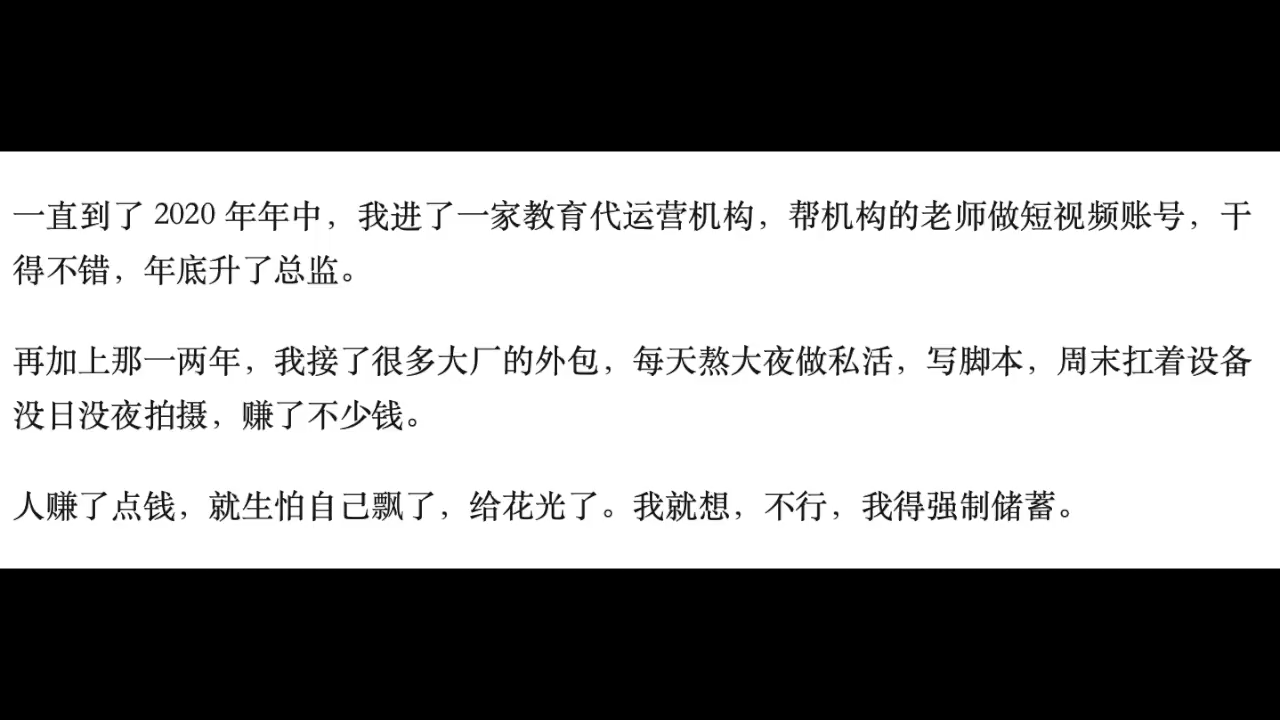 一直到了 2020 年年中，我进了一家教育代运营机构，帮机构的老师做短视频账号，干
得不错，年底升了总监。
再加上那一两年，我接了很多大厂的外包，每天熬大夜做私活，写脚本，周末扛着设备
没日没夜拍摄，赚了不少钱。
人赚了点钱，就生怕自己飘了，给花光了。我就想，不行，我得强制储蓄。